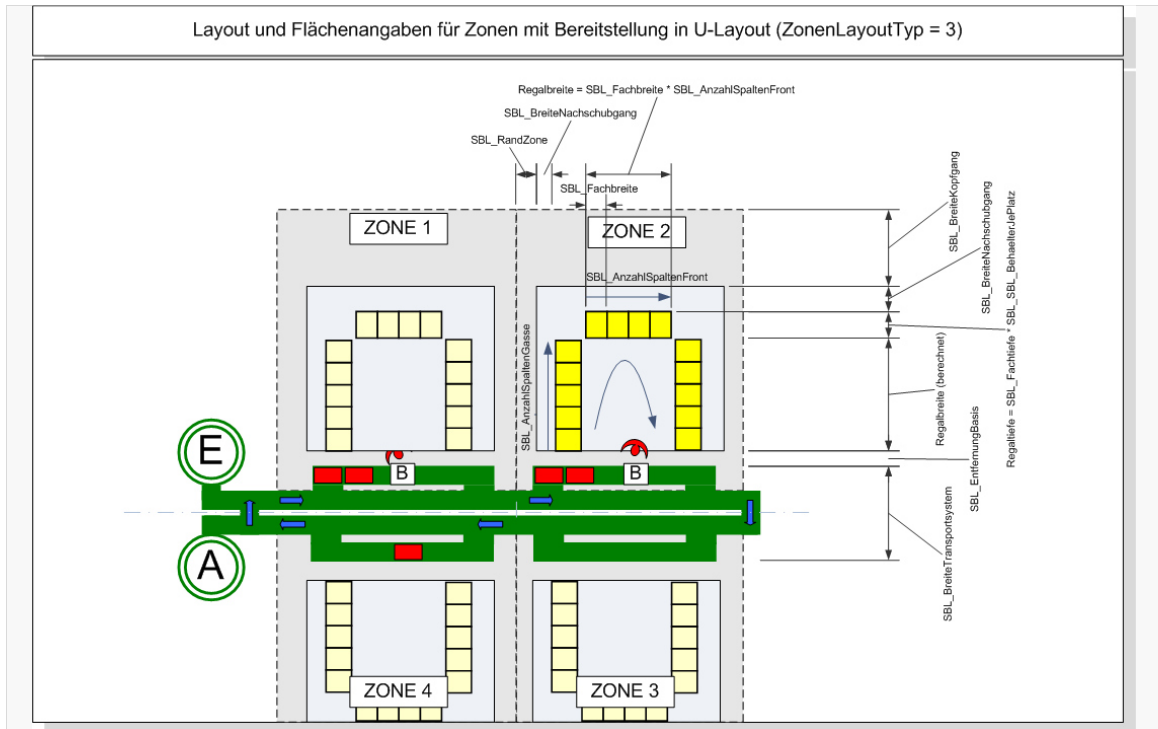 Layout und Flächenangaben für Zonen mit Bereitstellung in U-Layout (ZonenLayoutTyp = 3)
Regalbreite = SBL_Fachbreite * SBL_AnzahlSpaltenFront
SBL_BreiteNachschubgang
SBL_RandZone
SBL_Fachbreite
ZONE 1
ZONE 2
SBL_AnzahlSpaltenFront
SBL_AnzahlSpaltenGasse
SBL_BreiteKopfgang
SBL_BreiteNachschubgang
Regaltiefe = SBL_Fachtiefe * SBL_SBL_BehaelterJePlatz
Regalbreite (berechnet)
SBL_EntfernungBasis
SBL_BreiteTransportsystem
E
B
B
A
ZONE 4
ZONE 3